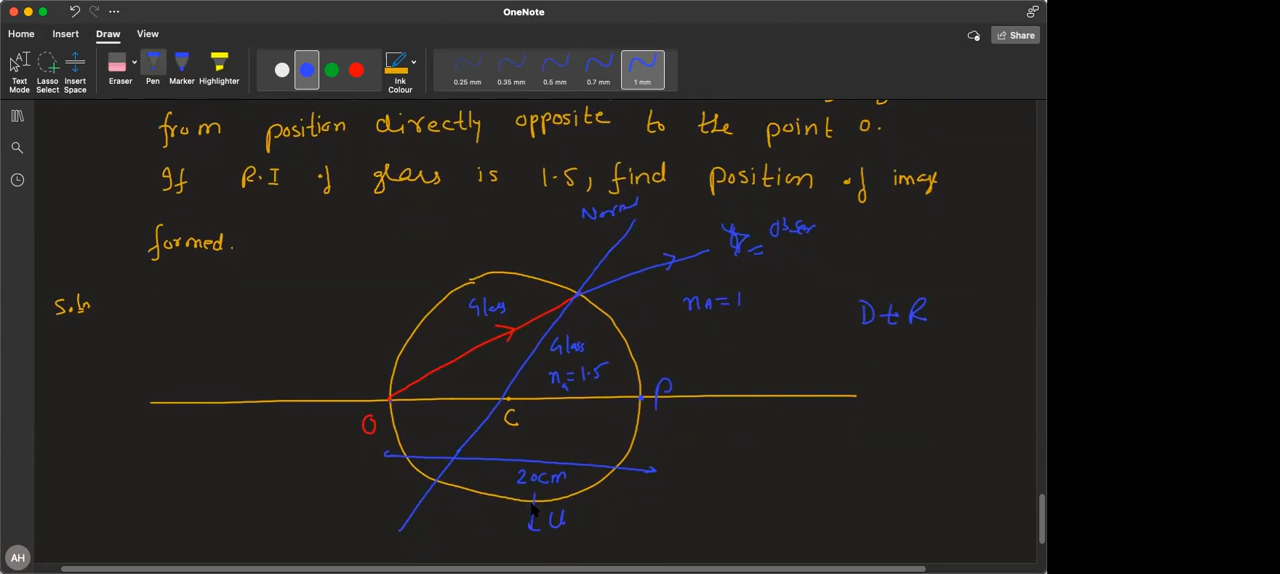 OneNote
Home Insert Draw View
Share
Text Mode
Lasso Select
Insert Space
Eraser
Pen
Marker
Highlighter
Ink Colour
0.25 mm
0.35 mm
0.5 mm
0.7 mm
1 mm
from position directly opposite to the point O.
If R.I of glass is 1.5, find position of image
formed.
Normal
Obser
Soln
Glass
nA = 1
D + R
Glass
ng = 1.5
P
O
C
20cm
u
AH